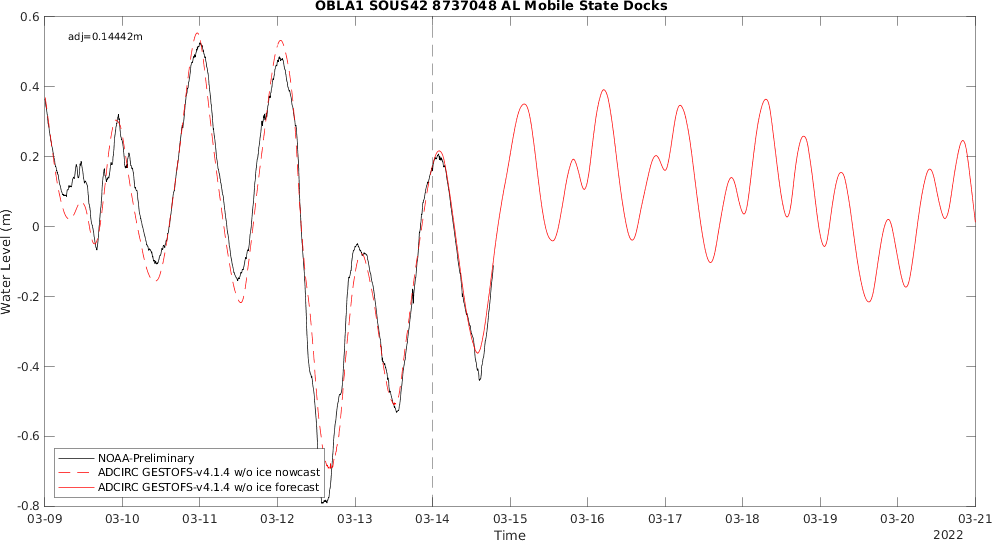 OBLA1 SOUS42 8737048 AL Mobile State Docks
adj=0.14442m
0.6
0.4
0.2
0
-0.2
-0.4
-0.6
-0.8
Water Level (m)
NOAA-Preliminary
ADCIRC GESTOFS-v4.1.4 w/o ice nowcast
ADCIRC GESTOFS-v4.1.4 w/o ice forecast
03-09 03-10 03-11 03-12 03-13 03-14 03-15 03-16 03-17 03-18 03-19 03-20 03-21
Time
2022